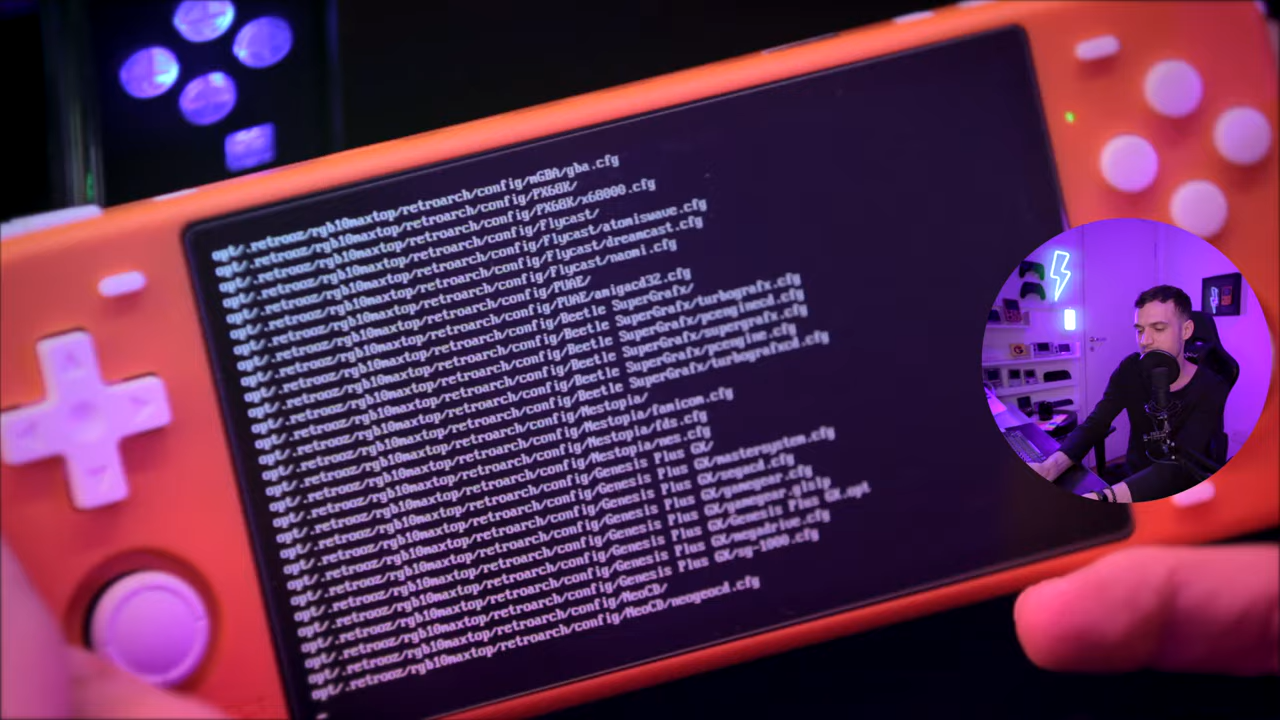 opt/.retrooz/rgb10maxtop/retroarch/config/mGBA/gba.cfg
opt/.retrooz/rgb10maxtop/retroarch/config/PX68K/
opt/.retrooz/rgb10maxtop/retroarch/config/PX68K/x68000.cfg
opt/.retrooz/rgb10maxtop/retroarch/config/Flycast/
opt/.retrooz/rgb10maxtop/retroarch/config/Flycast/atomiswave.cfg
opt/.retrooz/rgb10maxtop/retroarch/config/Flycast/dreamcast.cfg
opt/.retrooz/rgb10maxtop/retroarch/config/Flycast/naomi.cfg
opt/.retrooz/rgb10maxtop/retroarch/config/PUAE/
opt/.retrooz/rgb10maxtop/retroarch/config/PUAE/amigacd32.cfg
opt/.retrooz/rgb10maxtop/retroarch/config/Beetle SuperGrafx/
opt/.retrooz/rgb10maxtop/retroarch/config/Beetle SuperGrafx/turbografx.cfg
opt/.retrooz/rgb10maxtop/retroarch/config/Beetle SuperGrafx/pcenginecd.cfg
opt/.retrooz/rgb10maxtop/retroarch/config/Beetle SuperGrafx/supergrafx.cfg
opt/.retrooz/rgb10maxtop/retroarch/config/Beetle SuperGrafx/pcengine.cfg
opt/.retrooz/rgb10maxtop/retroarch/config/Beetle SuperGrafx/turbografxcd.cfg
opt/.retrooz/rgb10maxtop/retroarch/config/Nestopia/
opt/.retrooz/rgb10maxtop/retroarch/config/Nestopia/famicom.cfg
opt/.retrooz/rgb10maxtop/retroarch/config/Nestopia/fds.cfg
opt/.retrooz/rgb10maxtop/retroarch/config/Nestopia/nes.cfg
opt/.retrooz/rgb10maxtop/retroarch/config/Genesis Plus GX/
opt/.retrooz/rgb10maxtop/retroarch/config/Genesis Plus GX/mastersystem.cfg
opt/.retrooz/rgb10maxtop/retroarch/config/Genesis Plus GX/segacd.cfg
opt/.retrooz/rgb10maxtop/retroarch/config/Genesis Plus GX/gamegear.cfg
opt/.retrooz/rgb10maxtop/retroarch/config/Genesis Plus GX/gamegear.glslp
opt/.retrooz/rgb10maxtop/retroarch/config/Genesis Plus GX/Genesis Plus GX.opt
opt/.retrooz/rgb10maxtop/retroarch/config/Genesis Plus GX/megadrive.cfg
opt/.retrooz/rgb10maxtop/retroarch/config/Genesis Plus GX/sg-1000.cfg
opt/.retrooz/rgb10maxtop/retroarch/config/NeoCD/
opt/.retrooz/rgb10maxtop/retroarch/config/NeoCD/neogeocd.cfg